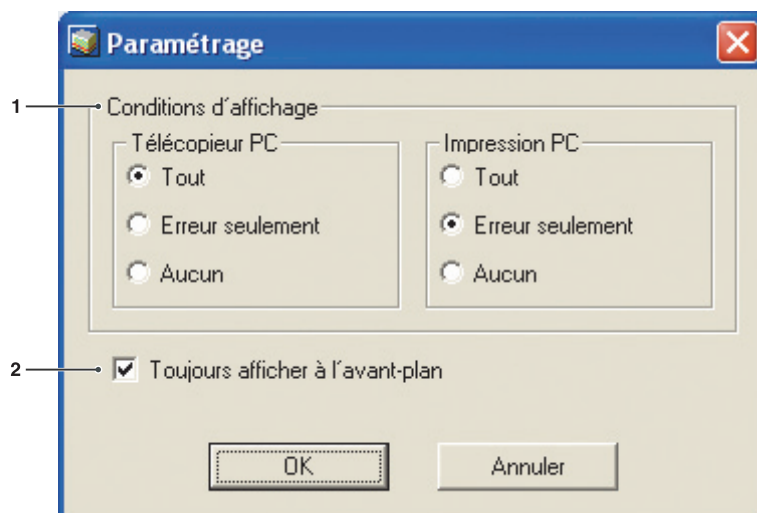 Paramétrage
1
Conditions d'affichage
Télécopieur PC
Tout
Erreur seulement
Aucun
Impression PC
Tout
Erreur seulement
Aucun
2
Toujours afficher à l'avant-plan
OK
Annuler